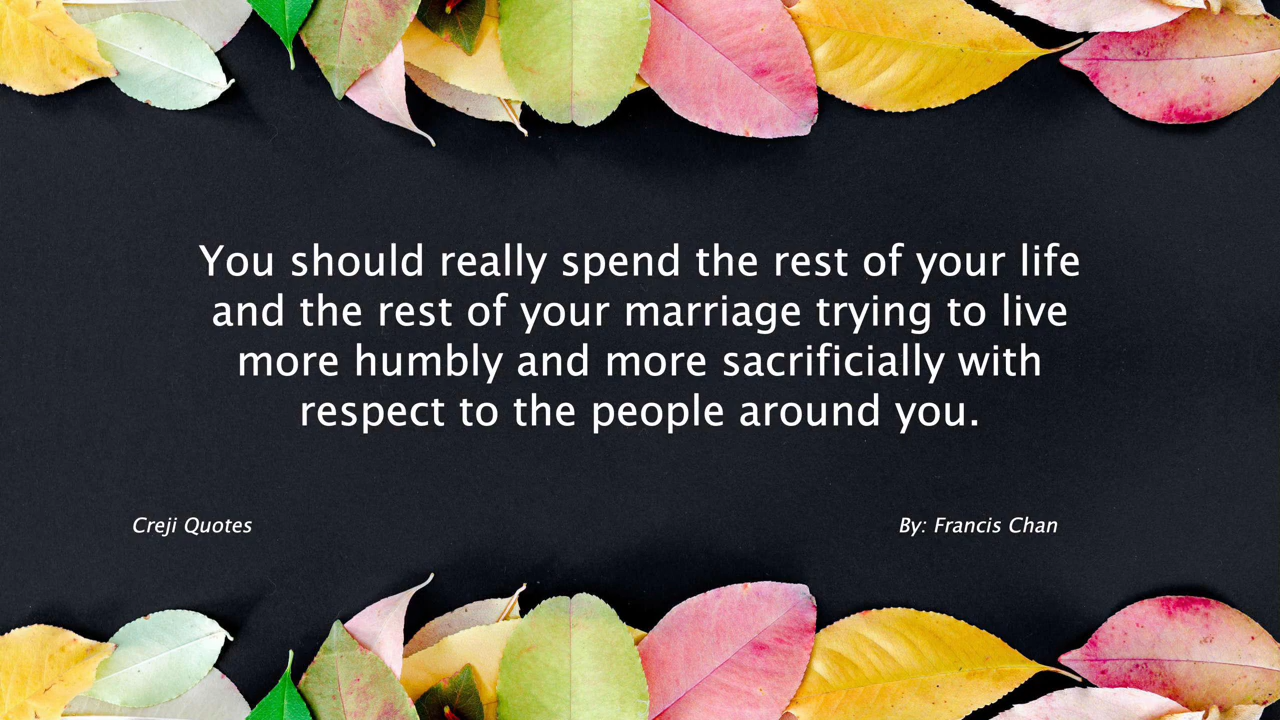 You should really spend the rest of your life
and the rest of your marriage trying to live
more humbly and more sacrificially with
respect to the people around you.
Creji Quotes
By: Francis Chan